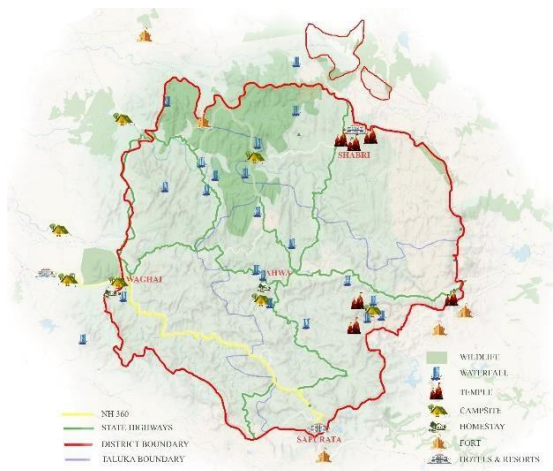 SHABRI
WAGHAI
AHWA
SAPURATA
NH 360
STATE HIGHWAYS
DISTRICT BOUNDARY
TALUKA BOUNDARY
WILDLIFE
WATERFALL
TEMPLE
CAMPSITE
HOMESTAY
FORT
HOTELS & RESORTS